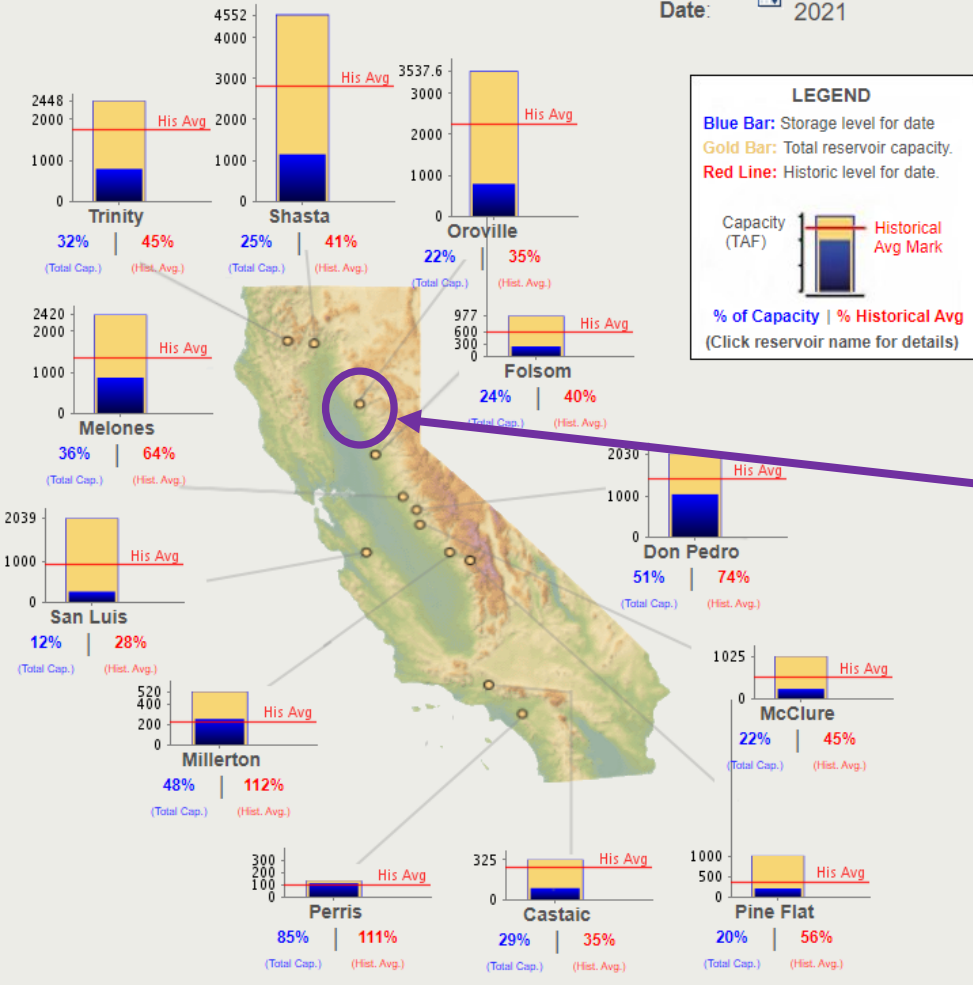 Date:
2021
4552
4000
3000
2000
1000
0
His Avg
Shasta
25% | 41%
(Total Cap.) (Hist. Avg.)
3537.6
3000
2000
1000
0
His Avg
Oroville
22% | 35%
(Total Cap.) (Hist. Avg.)
2448
2000
1000
0
His Avg
Trinity
32% | 45%
(Total Cap.) (Hist. Avg.)
LEGEND
Blue Bar: Storage level for date
Gold Bar: Total reservoir capacity.
Red Line: Historic level for date.
Capacity
(TAF)
Historical
Avg Mark
% of Capacity | % Historical Avg
(Click reservoir name for details)
2420
2000
1000
0
His Avg
Melones
36% | 64%
(Total Cap.) (Hist. Avg.)
977
600
300
0
His Avg
Folsom
24% | 40%
(Total Cap.) (Hist. Avg.)
2030
1000
0
His Avg
Don Pedro
51% | 74%
(Total Cap.) (Hist. Avg.)
2039
1000
0
His Avg
San Luis
12% | 28%
(Total Cap.) (Hist. Avg.)
1025
0
His Avg
McClure
22% | 45%
(Total Cap.) (Hist. Avg.)
520
400
200
0
His Avg
Millerton
48% | 112%
(Total Cap.) (Hist. Avg.)
300
200
100
0
His Avg
Perris
85% | 111%
(Total Cap.) (Hist. Avg.)
325
0
His Avg
Castaic
29% | 35%
(Total Cap.) (Hist. Avg.)
1000
500
0
His Avg
Pine Flat
20% | 56%
(Total Cap.) (Hist. Avg.)